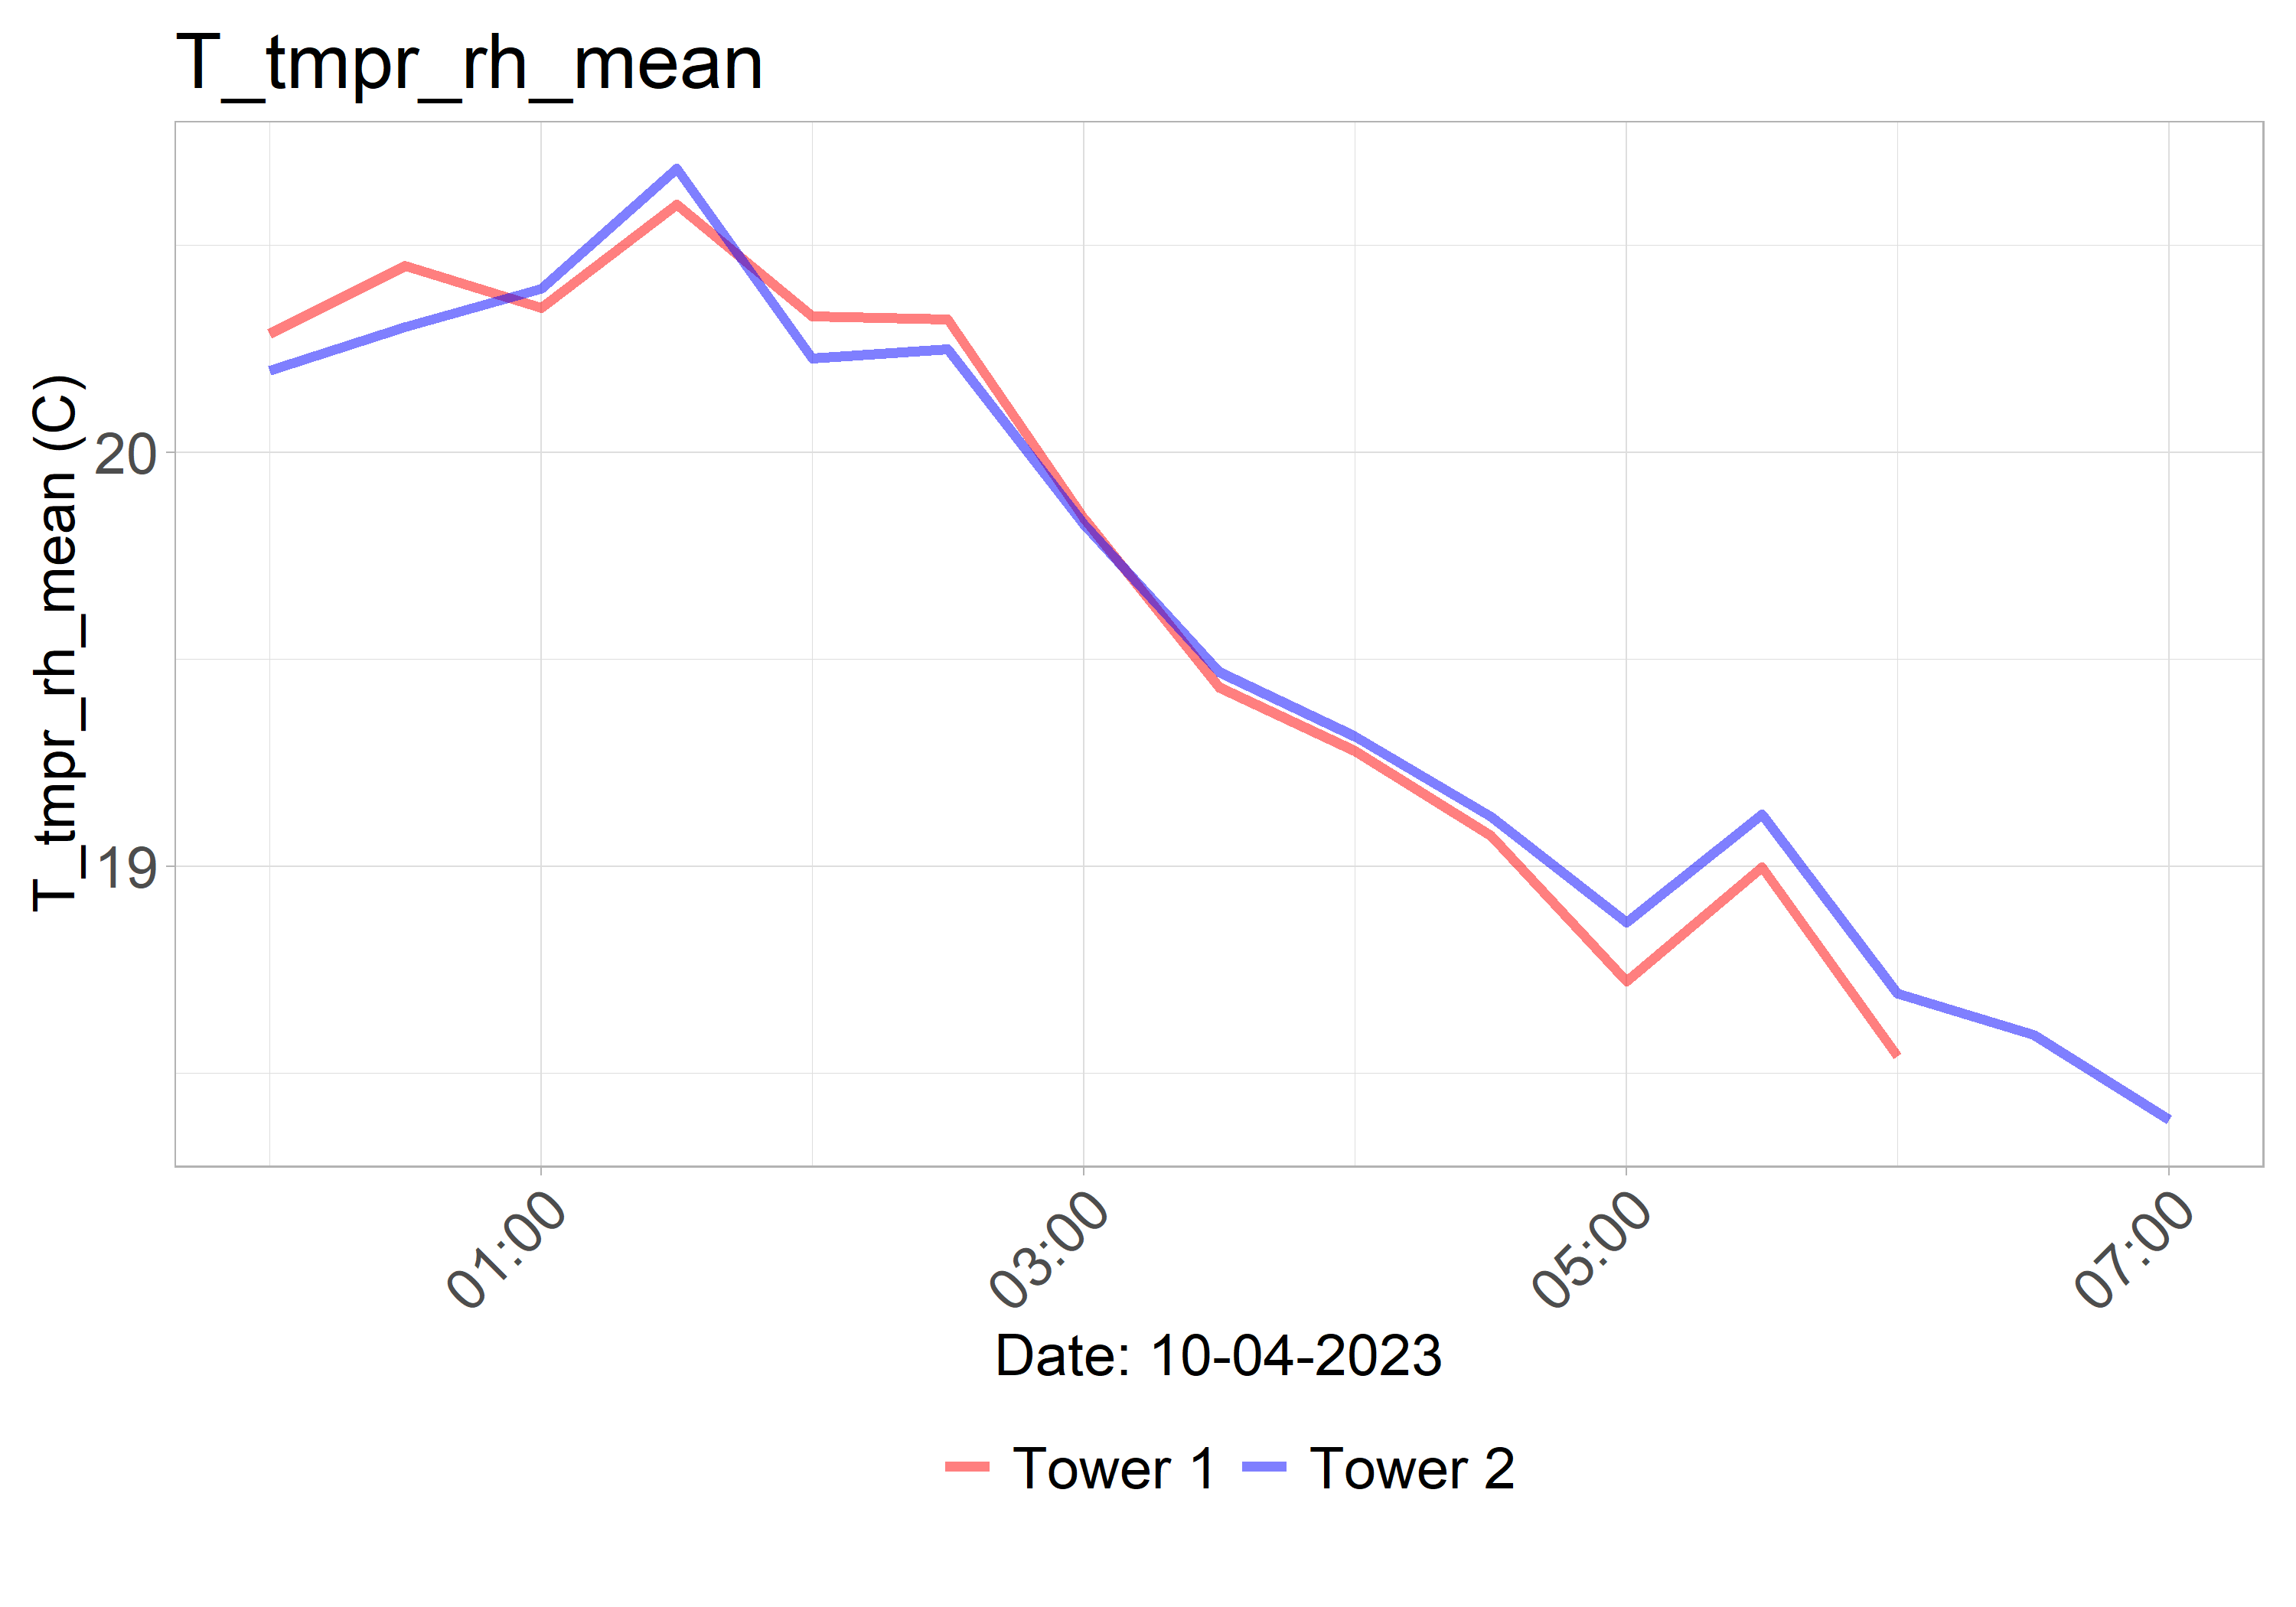 T_tmpr_rh_mean
T_tmpr_rh_mean (C)
20
19
01:00
03:00
05:00
07:00
Date: 10-04-2023
Tower 1
Tower 2